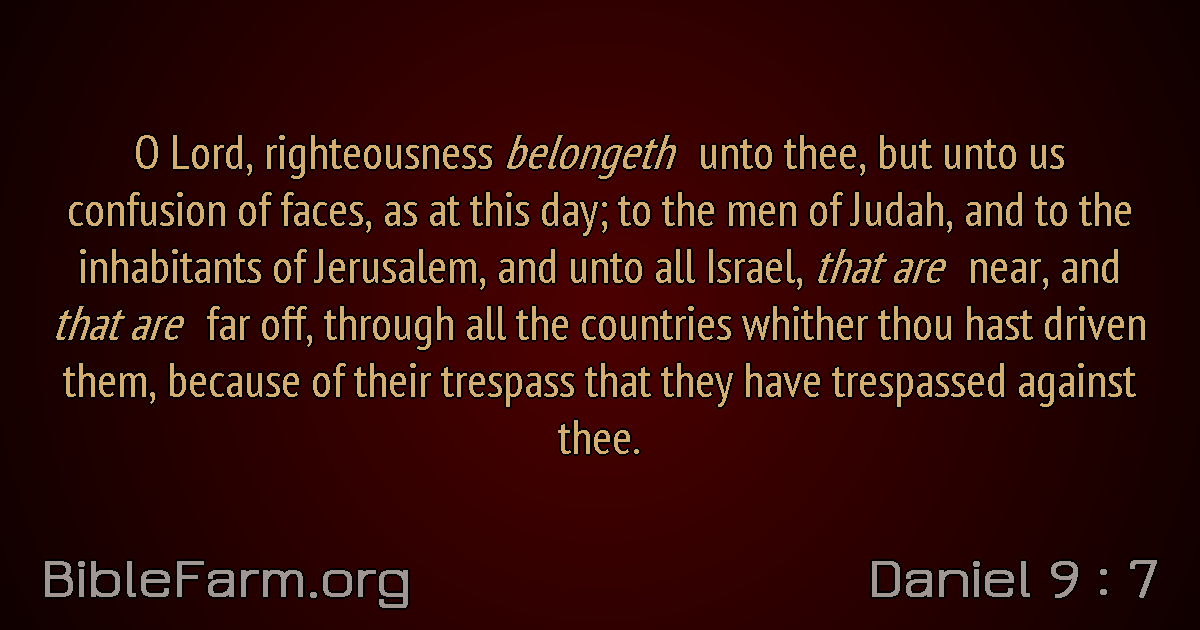 O Lord, righteousness belongeth unto thee, but unto us
confusion of faces, as at this day; to the men of Judah, and to the
inhabitants of Jerusalem, and unto all Israel, that are near, and
that are far off, through all the countries whither thou hast driven
them, because of their trespass that they have trespassed against
thee.
BibleFarm.org
Daniel 9 : 7